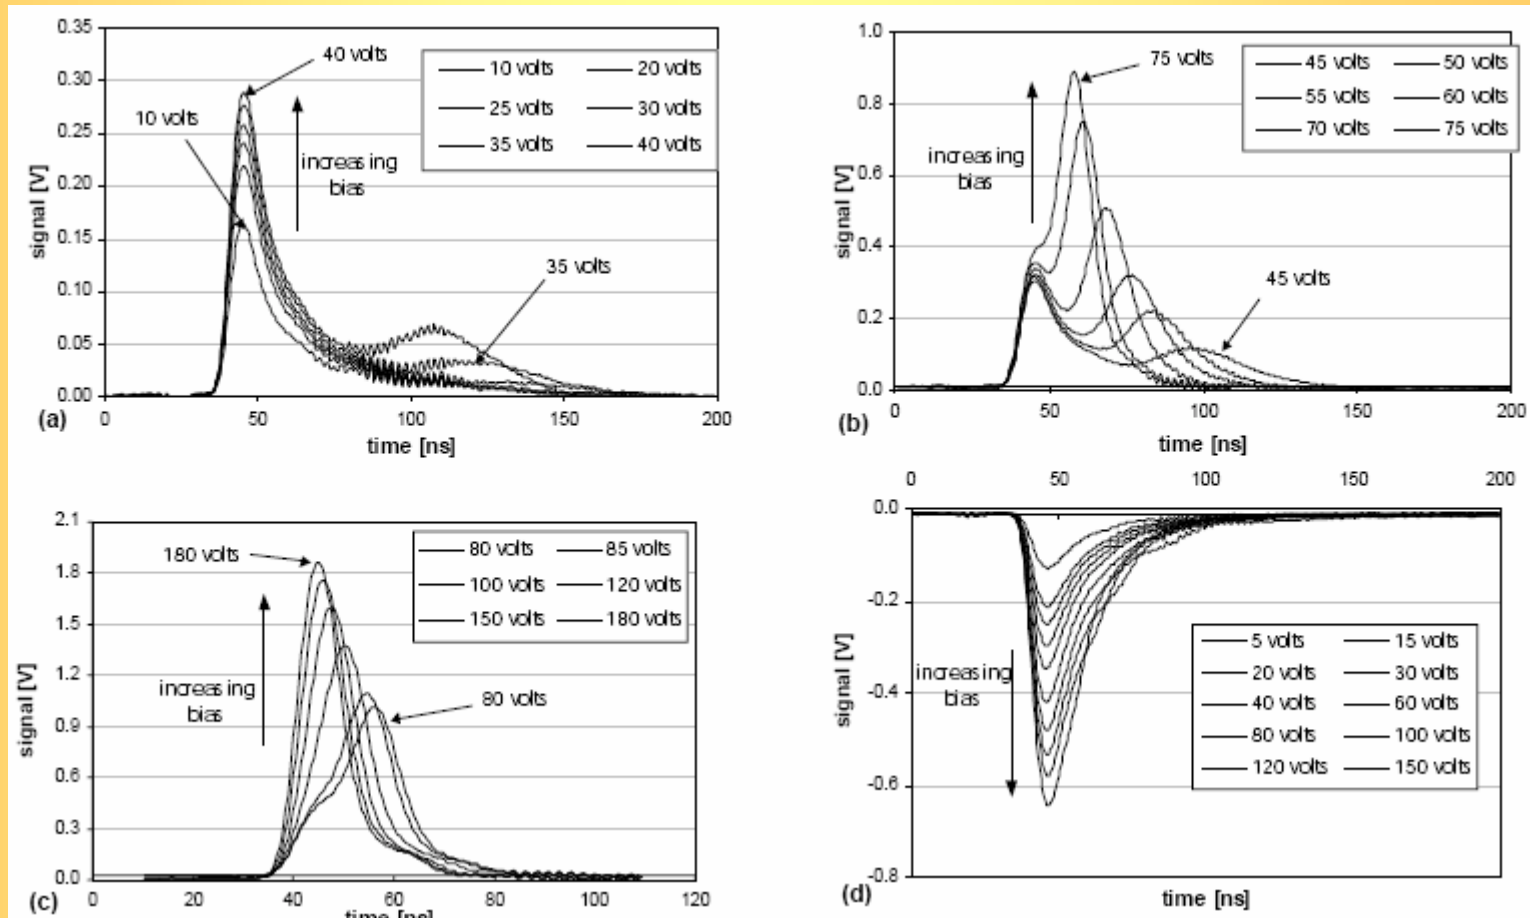 0.35
0.30
0.25
0.20
0.15
0.10
0.05
0.00
signal [V]
40 volts
10 volts
increasing
bias
35 volts
10 volts
20 volts
25 volts
30 volts
35 volts
40 volts
0
50
100
150
200
time [ns]
(a)
1.0
0.8
0.6
0.4
0.2
0.0
signal [V]
75 volts
increasing
bias
45 volts
45 volts
50 volts
55 volts
60 volts
70 volts
75 volts
0
50
100
150
200
time [ns]
(b)
2.1
1.8
1.5
1.2
0.9
0.6
0.3
0.0
signal [V]
180 volts
increasing
bias
80 volts
80 volts
85 volts
100 volts
120 volts
150 volts
180 volts
0
20
40
60
80
100
120
time [ns]
(c)
0
50
100
150
200
0.0
-0.2
-0.4
-0.6
-0.8
signal [V]
increasing
bias
5 volts
15 volts
20 volts
30 volts
40 volts
60 volts
80 volts
100 volts
120 volts
150 volts
time [ns]
(d)